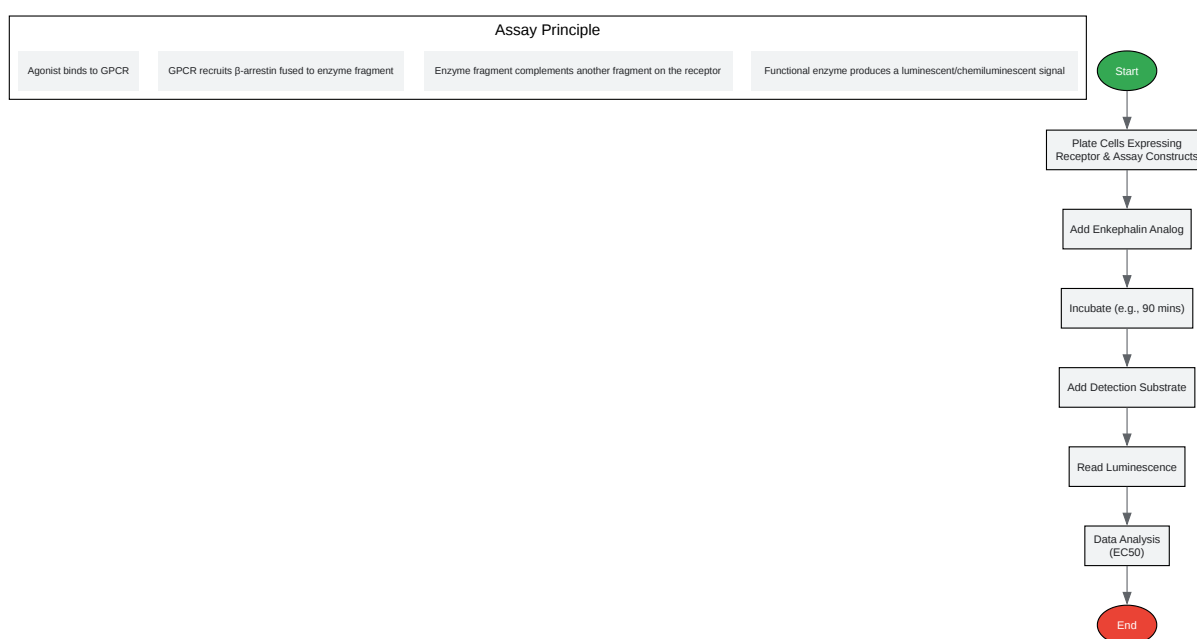 Assay Principle
Agonist binds to GPCR
GPCR recruits β-arrestin fused to enzyme fragment
Enzyme fragment complements another fragment on the receptor
Functional enzyme produces a luminescent/chemiluminescent signal
Start
Plate Cells Expressing
Receptor & Assay Constructs
Add Enkephalin Analog
Incubate (e.g., 90 mins)
Add Detection Substrate
Read Luminescence
Data Analysis
(EC50)
End